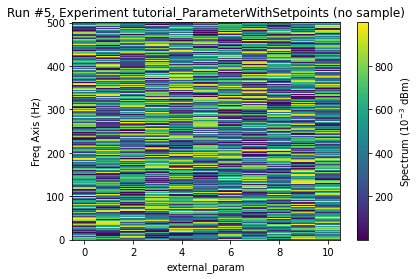 Run #5, Experiment tutorial_ParameterWithSetpoints (no sample)
500
400
300
200
100
0
Freq Axis (Hz)
0 2 4 6 8 10
external_param
800
600
400
200
Spectrum (10⁻³ dBm)